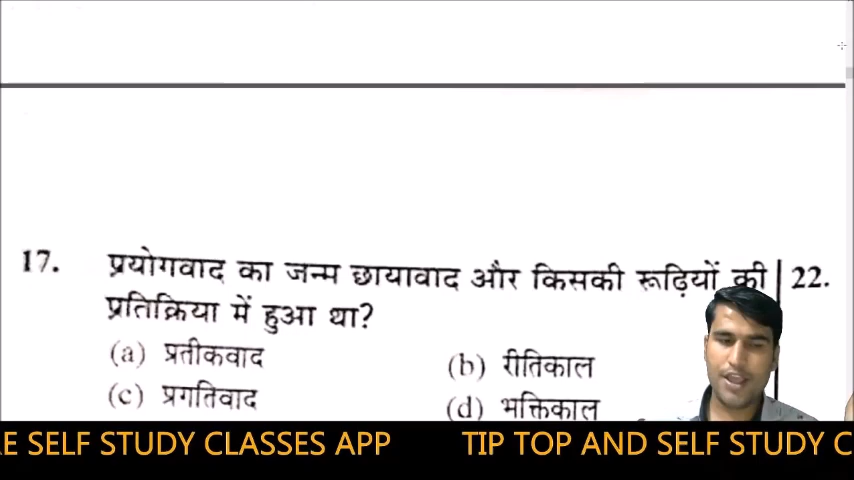 17. प्रयोगवाद का जन्म छायावाद और किसकी रूढ़ियों की
प्रतिक्रिया में हुआ था?
(a) प्रतीकवाद (b) रीतिकाल
(c) प्रगतिवाद (d) भक्तिकाल
22.
E SELF STUDY CLASSES APP TIP TOP AND SELF STUDY C